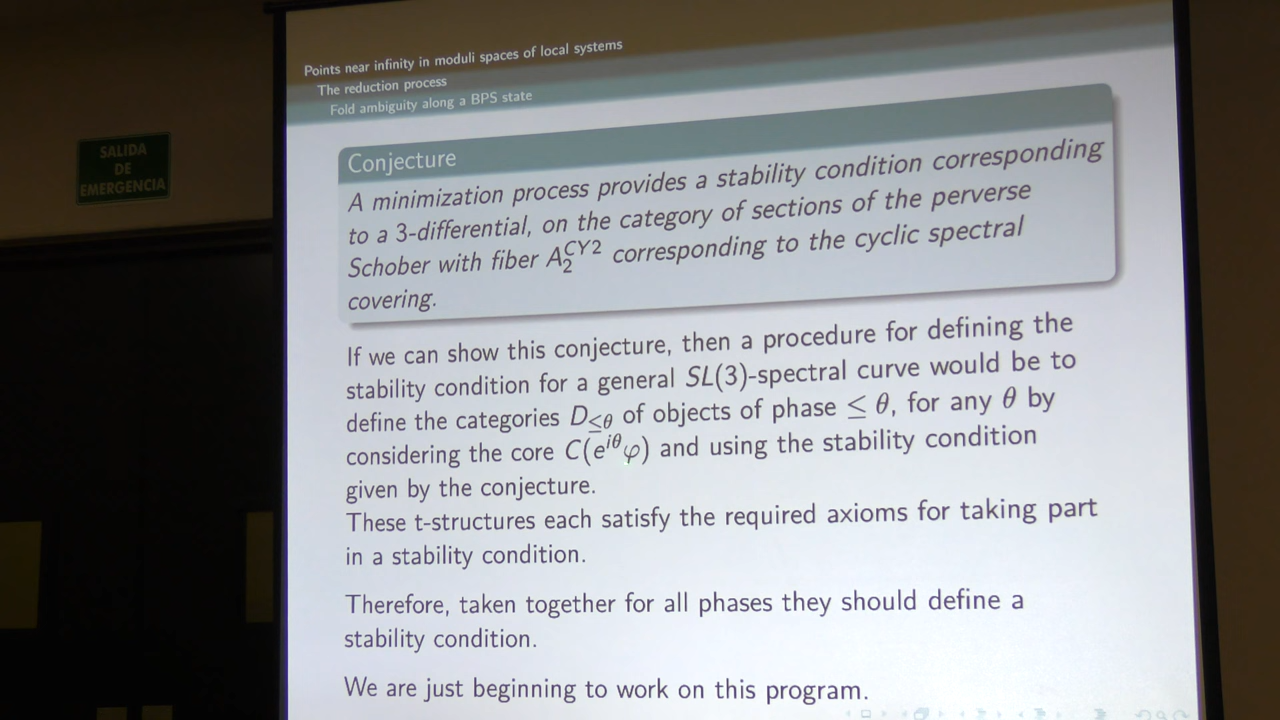 SALIDA
DE
EMERGENCIA
Points near infinity in moduli spaces of local systems
The reduction process
Fold ambiguity along a BPS state
Conjecture
A minimization process provides a stability condition corresponding
to a 3-differential, on the category of sections of the perverse
Schober with fiber A₂^CY2 corresponding to the cyclic spectral
covering.
If we can show this conjecture, then a procedure for defining the
stability condition for a general SL(3)-spectral curve would be to
define the categories D_≤θ of objects of phase ≤ θ, for any θ by
considering the core C(e^iθ φ) and using the stability condition
given by the conjecture.
These t-structures each satisfy the required axioms for taking part
in a stability condition.
Therefore, taken together for all phases they should define a
stability condition.
We are just beginning to work on this program.